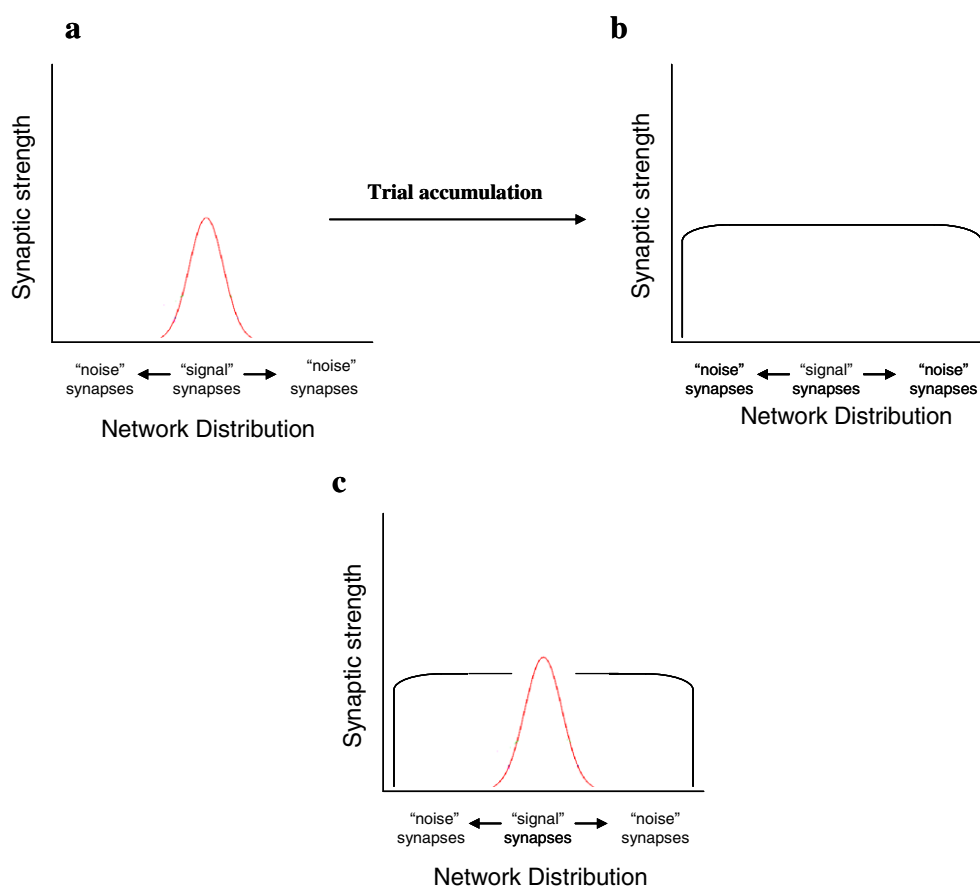 a
Synaptic strength
"noise" synapses
"signal" synapses
"noise" synapses
Network Distribution
Trial accumulation
b
Synaptic strength
"noise" synapses
"signal" synapses
"noise" synapses
Network Distribution
c
Synaptic strength
"noise" synapses
"signal" synapses
"noise" synapses
Network Distribution